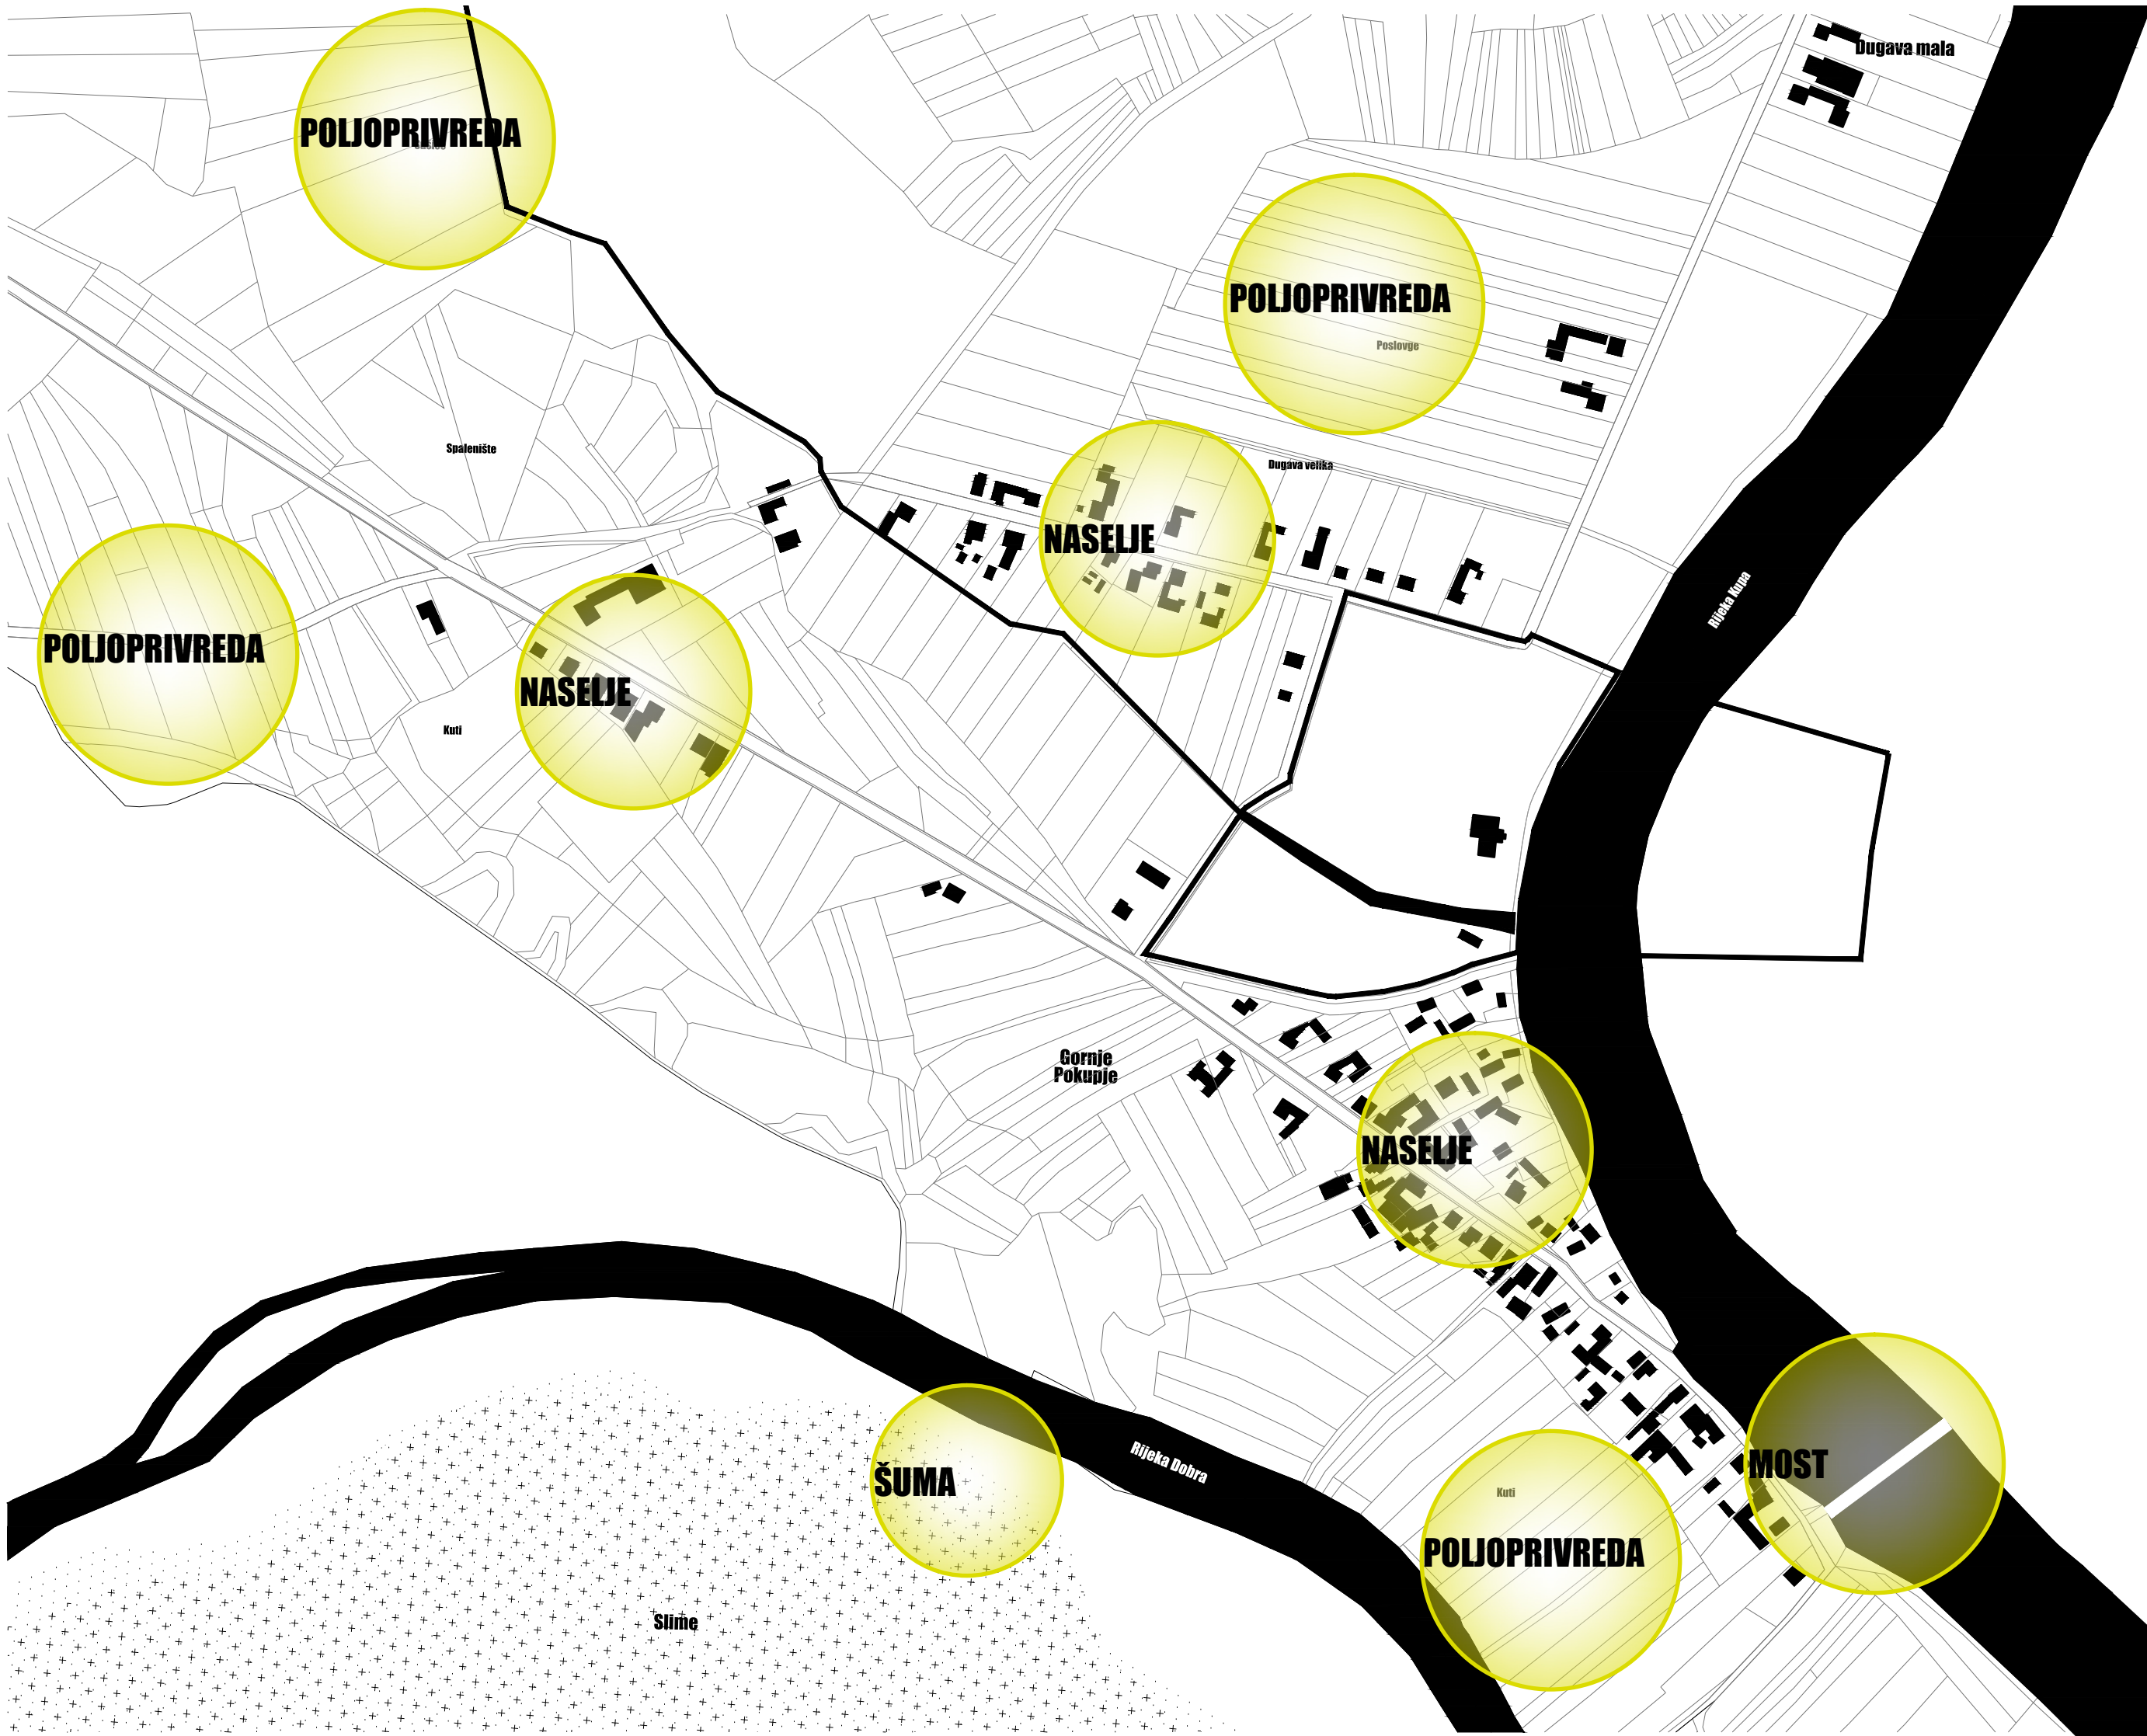 Dugava mala
POLJOPRIVREDA
POLJOPRIVREDA
Poslovge
Spalenište
Dugava velika
NASELJE
Rijeka Kupa
POLJOPRIVREDA
NASELJE
Kuti
Gornje
Pokupje
NASELJE
Rijeka Dobra
MOST
ŠUMA
Kuti
POLJOPRIVREDA
Slime